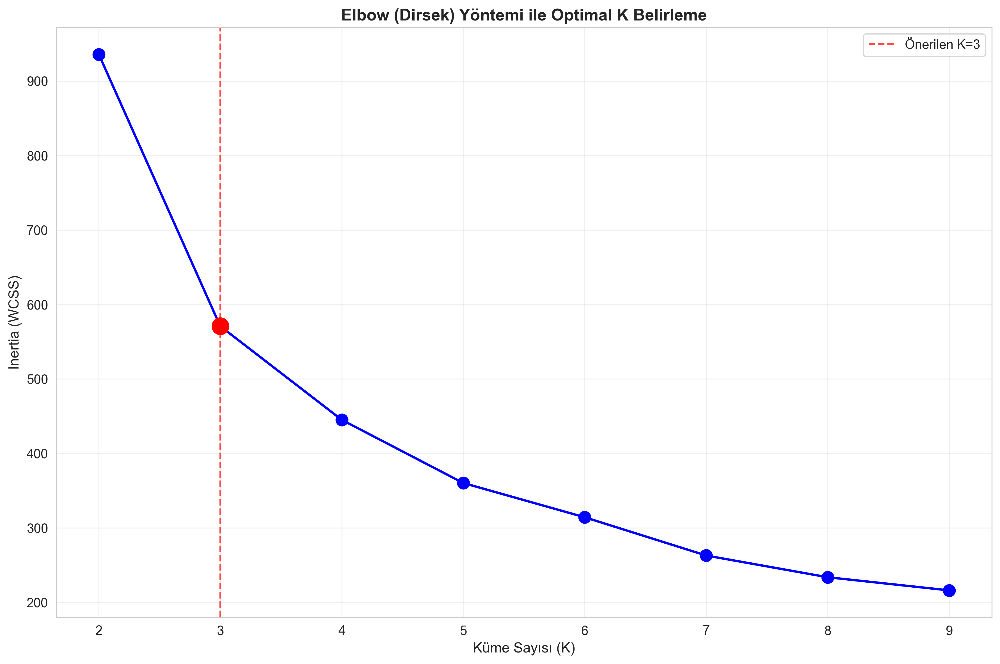 Elbow (Dirsek) Yöntemi ile Optimal K Belirleme
Önerilen K=3
900
800
700
600
500
400
300
200
Inertia (WCSS)
2 3 4 5 6 7 8 9
Küme Sayısı (K)